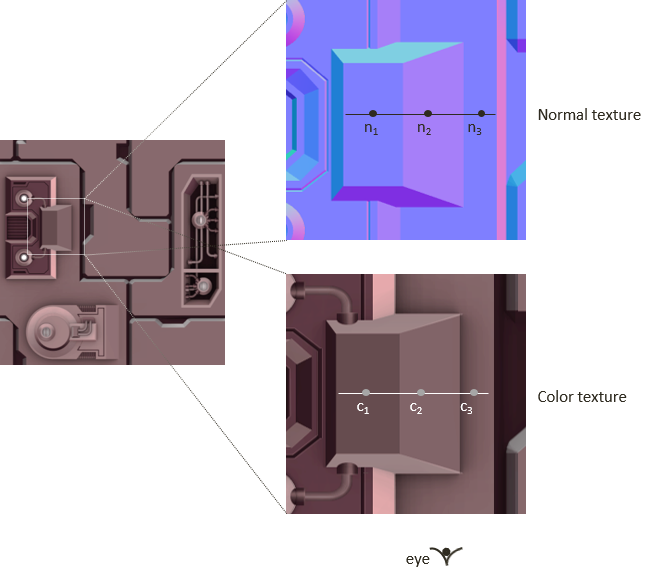 n1 n2 n3
Normal texture
c1 c2 c3
Color texture
eye